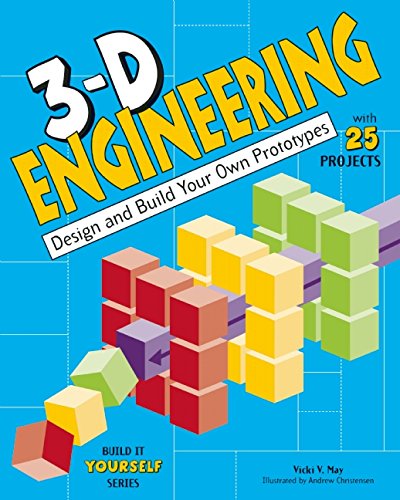 3-D
ENGINEERING
Design and Build Your Own Prototypes
with
25
PROJECTS
BUILD IT
YOURSELF
SERIES
Vicki V. May
Illustrated by Andrew Christensen